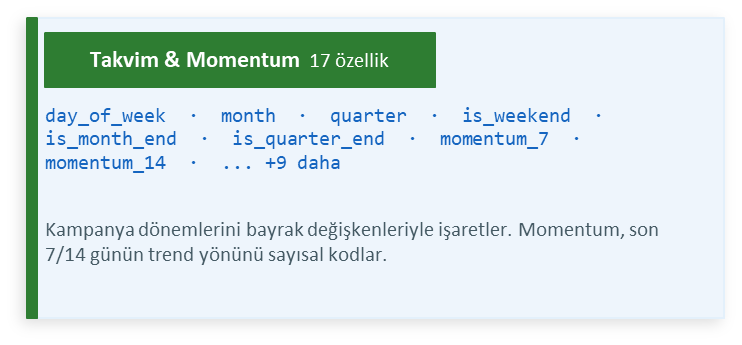 Takvim & Momentum 17 özellik
day_of_week · month · quarter · is_weekend ·
is_month_end · is_quarter_end · momentum_7 ·
momentum_14 · ... +9 daha
Kampanya dönemlerini bayrak değişkenleriyle işaretler. Momentum, son
7/14 günün trend yönünü sayısal kodlar.